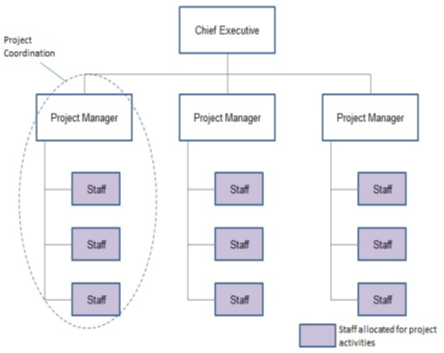 Chief Executive
Project
Coordination
Project Manager
Project Manager
Project Manager
Staff
Staff
Staff
Staff
Staff
Staff
Staff
Staff
Staff
Staff allocated for project
activities